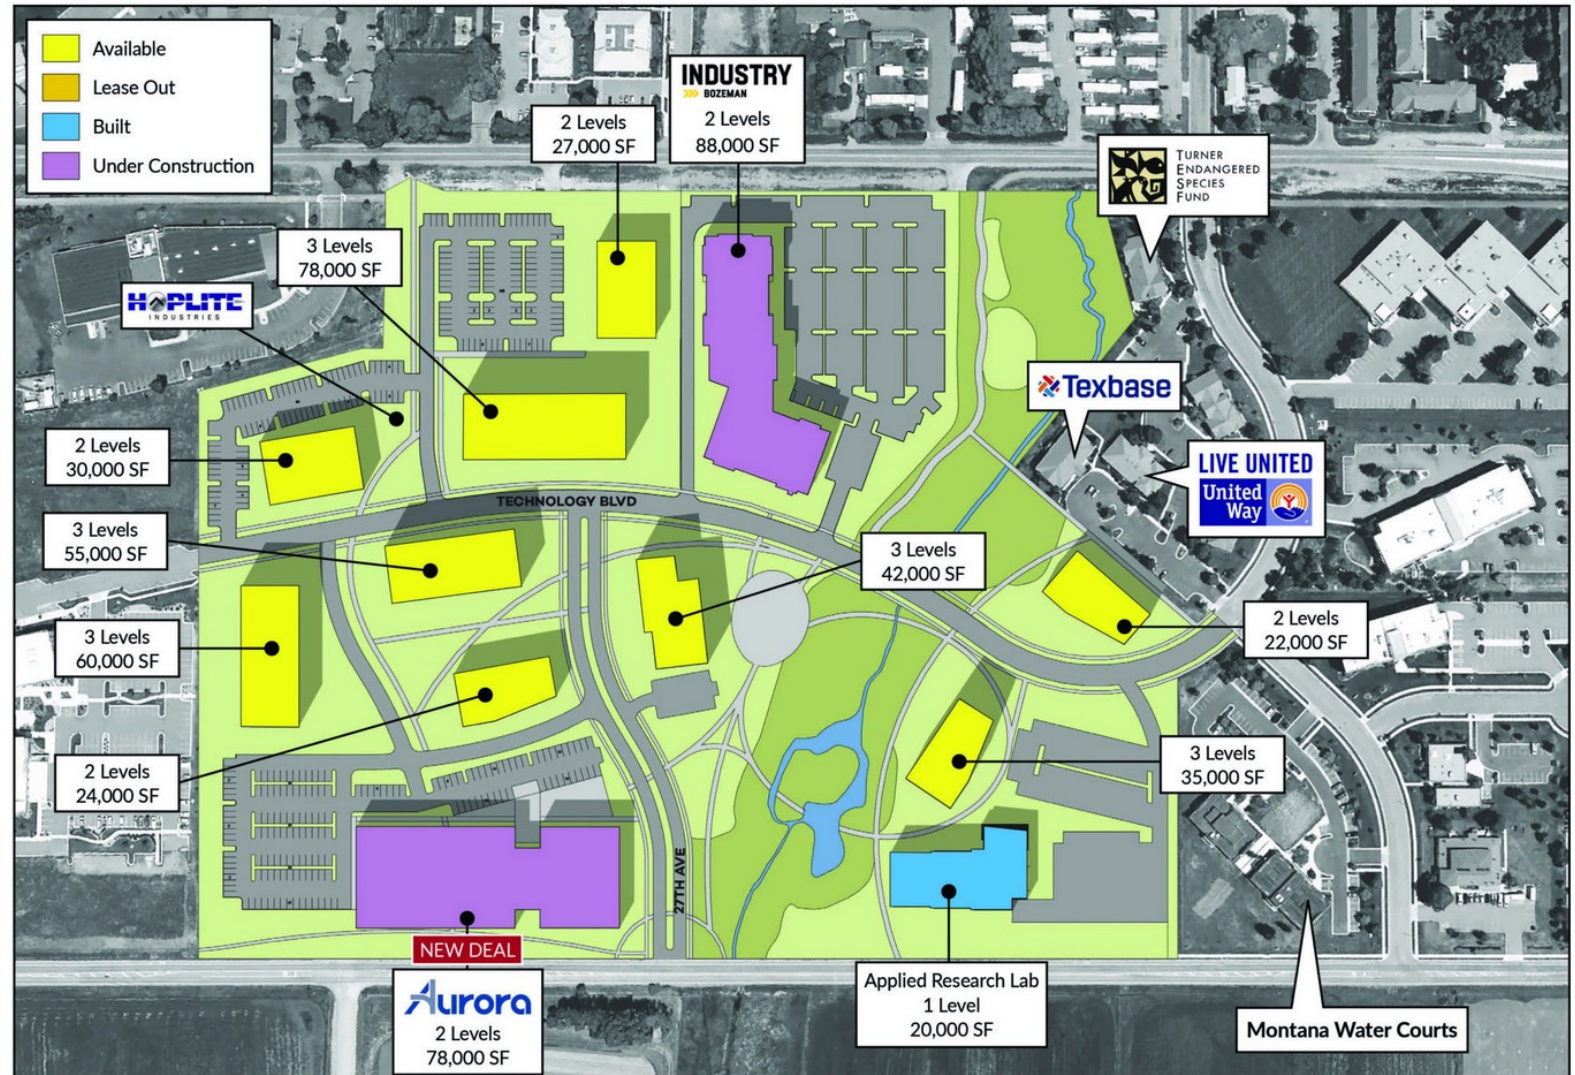 Available
Lease Out
Built
Under Construction
INDUSTRY
BOZEMAN
2 Levels
88,000 SF
2 Levels
27,000 SF
TURNER
ENDANGERED
SPECIES
FUND
3 Levels
78,000 SF
HOPLITE
INDUSTRIES
Texbase
2 Levels
30,000 SF
LIVE UNITED
United
Way
TECHNOLOGY BLVD
3 Levels
55,000 SF
3 Levels
42,000 SF
2 Levels
22,000 SF
3 Levels
60,000 SF
3 Levels
35,000 SF
2 Levels
24,000 SF
27TH AVE
NEW DEAL
Aurora
2 Levels
78,000 SF
Applied Research Lab
1 Level
20,000 SF
Montana Water Courts